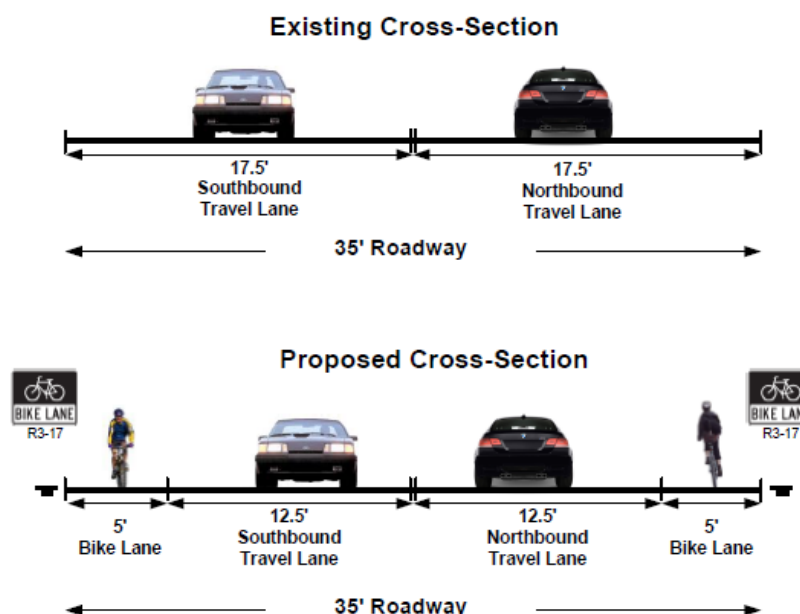 Existing Cross-Section
17.5'
Southbound
Travel Lane
17.5'
Northbound
Travel Lane
35' Roadway
Proposed Cross-Section
BIKE LANE
R3-17
BIKE LANE
R3-17
5'
Bike Lane
12.5'
Southbound
Travel Lane
12.5'
Northbound
Travel Lane
5'
Bike Lane
35' Roadway